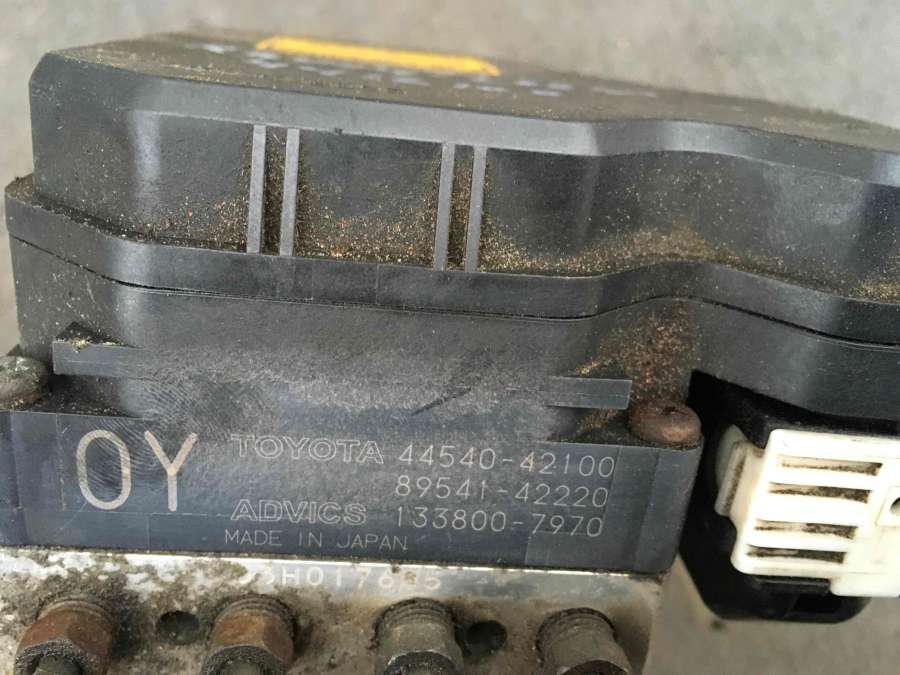 OY
TOYOTA 44540-42100
89541-42220
ADVICS 133800-7970
MADE IN JAPAN